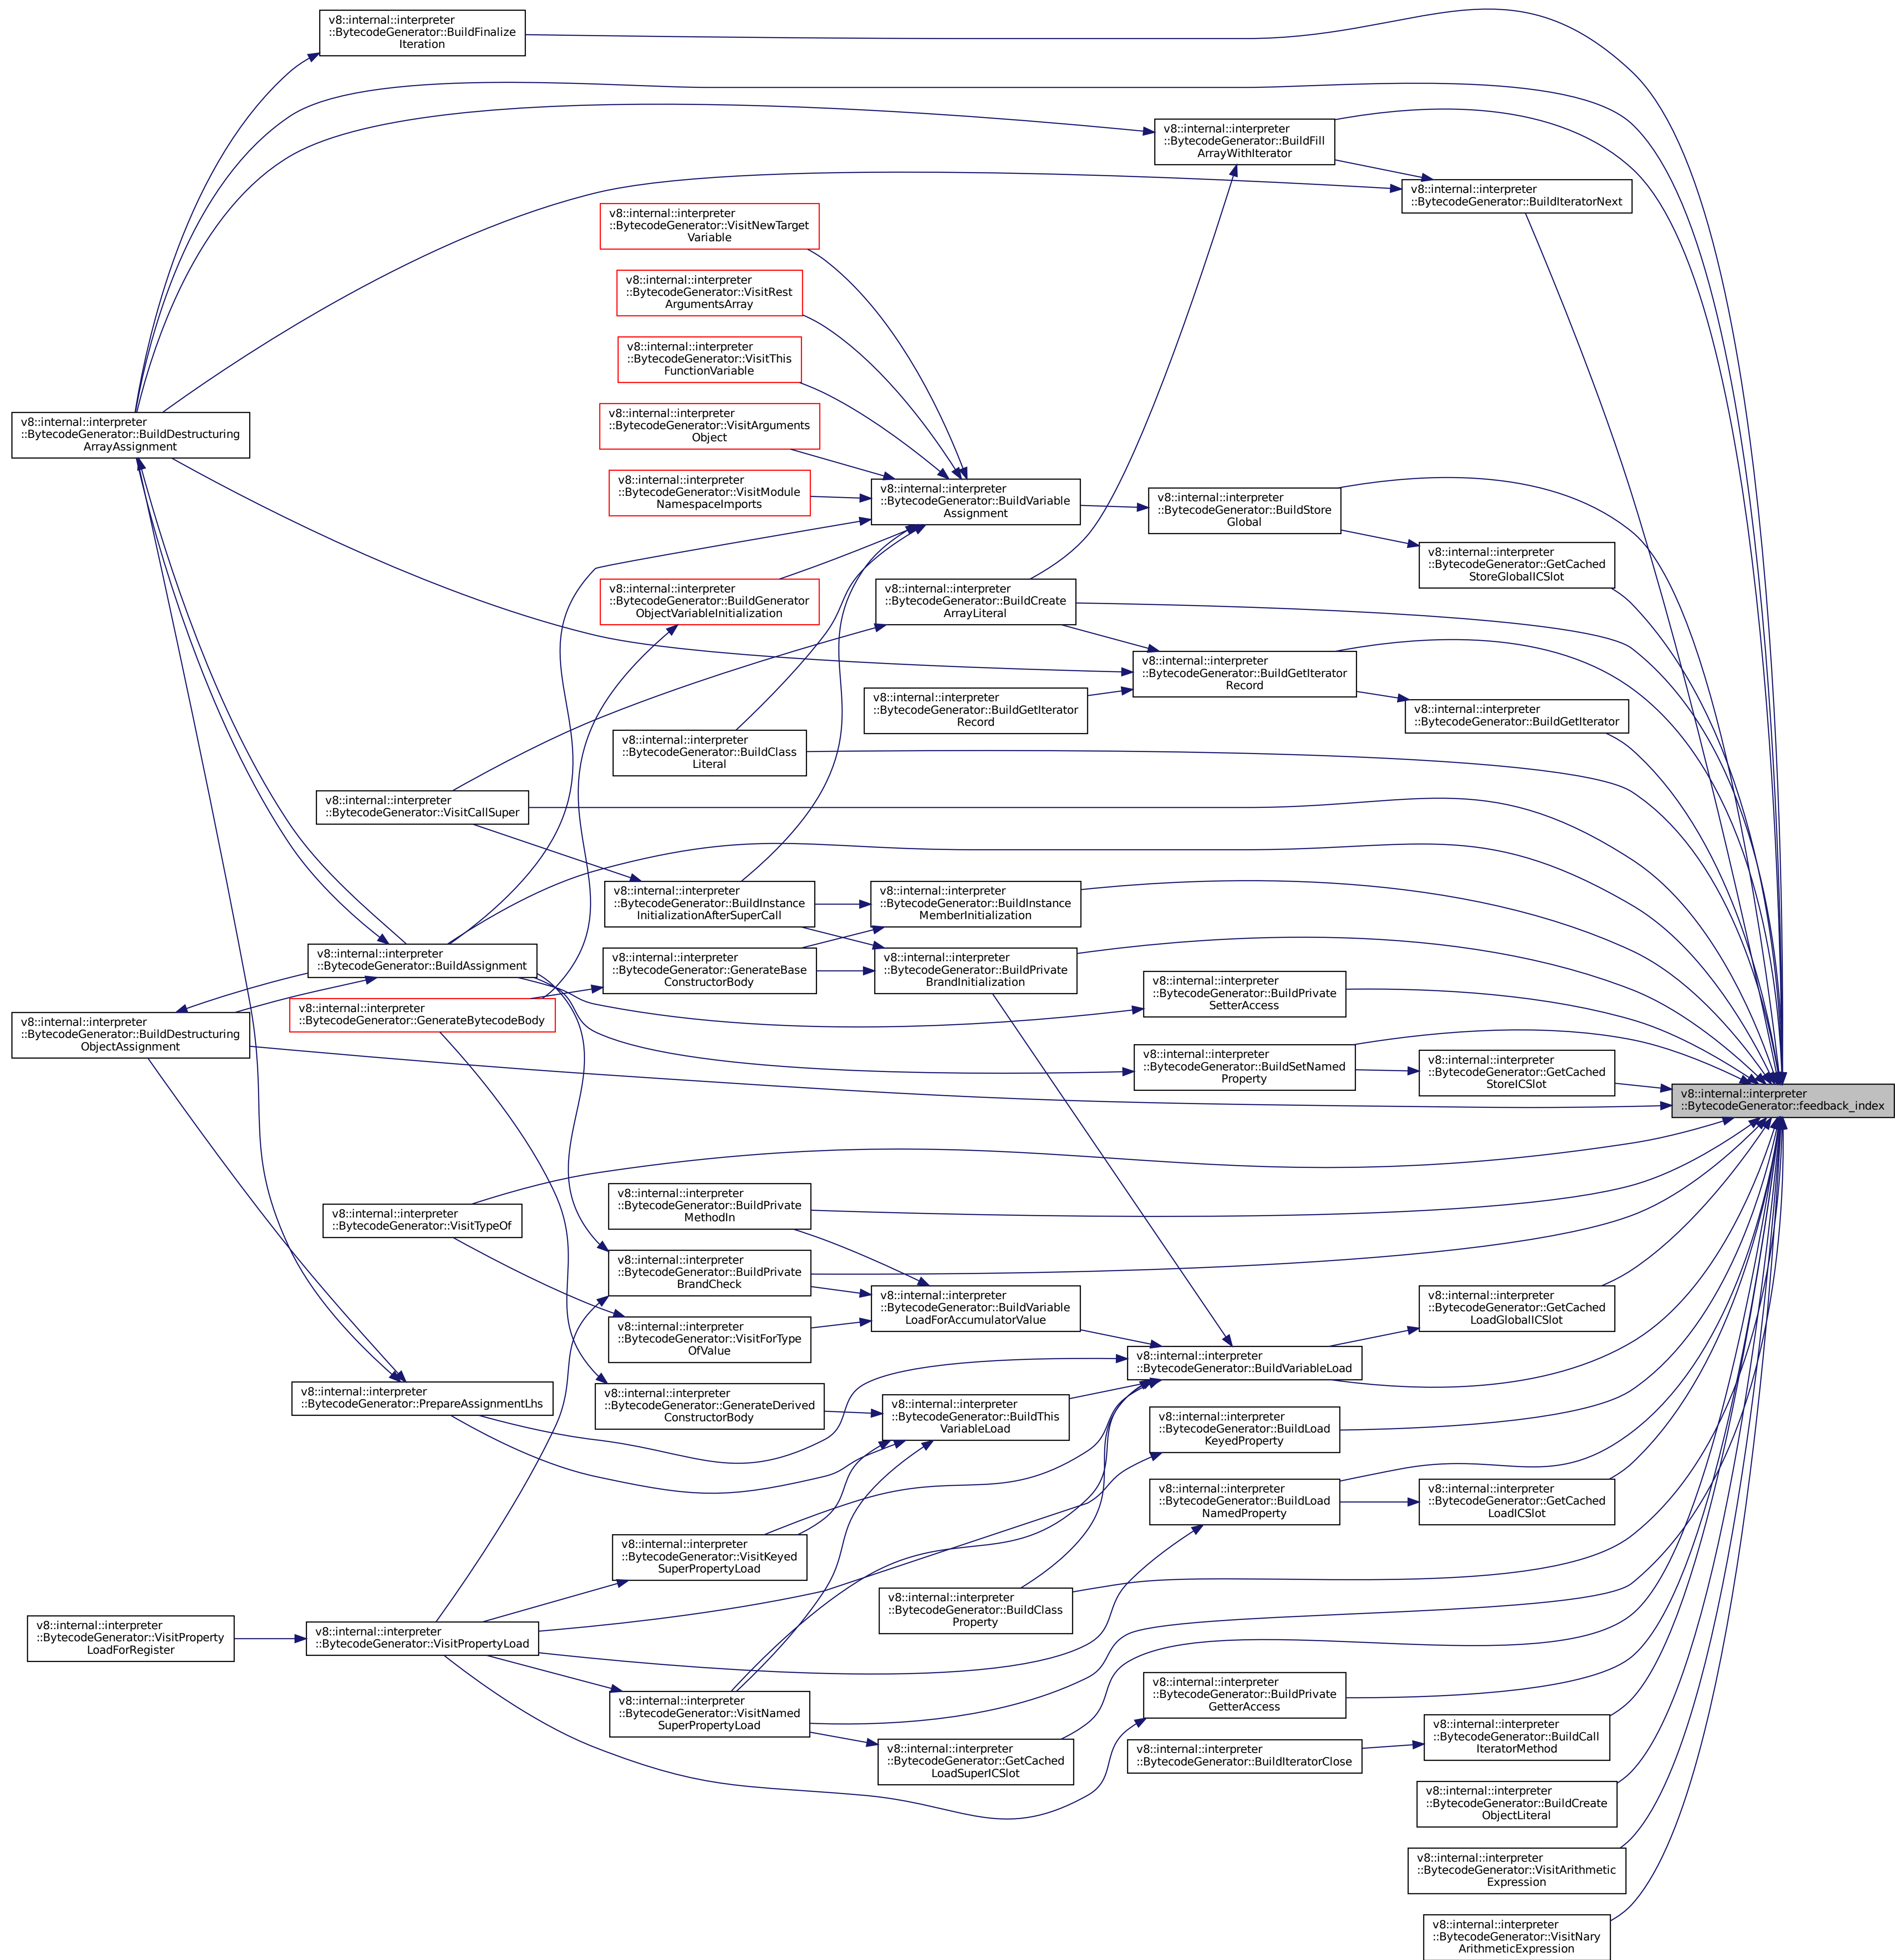 v8::internal::interpreter
::BytecodeGenerator::BuildFinalize
Iteration
v8::internal::interpreter
::BytecodeGenerator::BuildFill
ArrayWithIterator
v8::internal::interpreter
::BytecodeGenerator::BuildIteratorNext
v8::internal::interpreter
::BytecodeGenerator::VisitNewTarget
Variable
v8::internal::interpreter
::BytecodeGenerator::VisitRest
ArgumentsArray
v8::internal::interpreter
::BytecodeGenerator::VisitThis
FunctionVariable
v8::internal::interpreter
::BytecodeGenerator::BuildDestructuring
ArrayAssignment
v8::internal::interpreter
::BytecodeGenerator::VisitArguments
Object
v8::internal::interpreter
::BytecodeGenerator::VisitModule
NamespaceImports
v8::internal::interpreter
::BytecodeGenerator::BuildVariable
Assignment
v8::internal::interpreter
::BytecodeGenerator::BuildStore
Global
v8::internal::interpreter
::BytecodeGenerator::GetCached
StoreGlobalICSlot
v8::internal::interpreter
::BytecodeGenerator::BuildGenerator
ObjectVariableInitialization
v8::internal::interpreter
::BytecodeGenerator::BuildCreate
ArrayLiteral
v8::internal::interpreter
::BytecodeGenerator::BuildGetIterator
Record
v8::internal::interpreter
::BytecodeGenerator::BuildGetIterator
Record
v8::internal::interpreter
::BytecodeGenerator::BuildGetIterator
v8::internal::interpreter
::BytecodeGenerator::BuildClass
Literal
v8::internal::interpreter
::BytecodeGenerator::VisitCallSuper
v8::internal::interpreter
::BytecodeGenerator::BuildInstance
InitializationAfterSuperCall
v8::internal::interpreter
::BytecodeGenerator::BuildInstance
MemberInitialization
v8::internal::interpreter
::BytecodeGenerator::BuildAssignment
v8::internal::interpreter
::BytecodeGenerator::GenerateBase
ConstructorBody
v8::internal::interpreter
::BytecodeGenerator::BuildPrivate
BrandInitialization
v8::internal::interpreter
::BytecodeGenerator::BuildPrivate
SetterAccess
v8::internal::interpreter
::BytecodeGenerator::GenerateBytecodeBody
v8::internal::interpreter
::BytecodeGenerator::BuildDestructuring
ObjectAssignment
v8::internal::interpreter
::BytecodeGenerator::BuildSetNamed
Property
v8::internal::interpreter
::BytecodeGenerator::GetCached
StoreICSlot
v8::internal::interpreter
::BytecodeGenerator::feedback_index
v8::internal::interpreter
::BytecodeGenerator::VisitTypeOf
v8::internal::interpreter
::BytecodeGenerator::BuildPrivate
MethodIn
v8::internal::interpreter
::BytecodeGenerator::BuildPrivate
BrandCheck
v8::internal::interpreter
::BytecodeGenerator::BuildVariable
LoadForAccumulatorValue
v8::internal::interpreter
::BytecodeGenerator::GetCached
LoadGlobalICSlot
v8::internal::interpreter
::BytecodeGenerator::VisitForType
OfValue
v8::internal::interpreter
::BytecodeGenerator::BuildVariableLoad
v8::internal::interpreter
::BytecodeGenerator::PrepareAssignmentLhs
v8::internal::interpreter
::BytecodeGenerator::GenerateDerived
ConstructorBody
v8::internal::interpreter
::BytecodeGenerator::BuildThis
VariableLoad
v8::internal::interpreter
::BytecodeGenerator::BuildLoad
KeyedProperty
v8::internal::interpreter
::BytecodeGenerator::BuildLoad
NamedProperty
v8::internal::interpreter
::BytecodeGenerator::GetCached
LoadICSlot
v8::internal::interpreter
::BytecodeGenerator::VisitKeyed
SuperPropertyLoad
v8::internal::interpreter
::BytecodeGenerator::BuildClass
Property
v8::internal::interpreter
::BytecodeGenerator::VisitProperty
LoadForRegister
v8::internal::interpreter
::BytecodeGenerator::VisitPropertyLoad
v8::internal::interpreter
::BytecodeGenerator::VisitNamed
SuperPropertyLoad
v8::internal::interpreter
::BytecodeGenerator::BuildPrivate
GetterAccess
v8::internal::interpreter
::BytecodeGenerator::GetCached
LoadSuperICSlot
v8::internal::interpreter
::BytecodeGenerator::BuildIteratorClose
v8::internal::interpreter
::BytecodeGenerator::BuildCall
IteratorMethod
v8::internal::interpreter
::BytecodeGenerator::BuildCreate
ObjectLiteral
v8::internal::interpreter
::BytecodeGenerator::VisitArithmetic
Expression
v8::internal::interpreter
::BytecodeGenerator::VisitNary
ArithmeticExpression